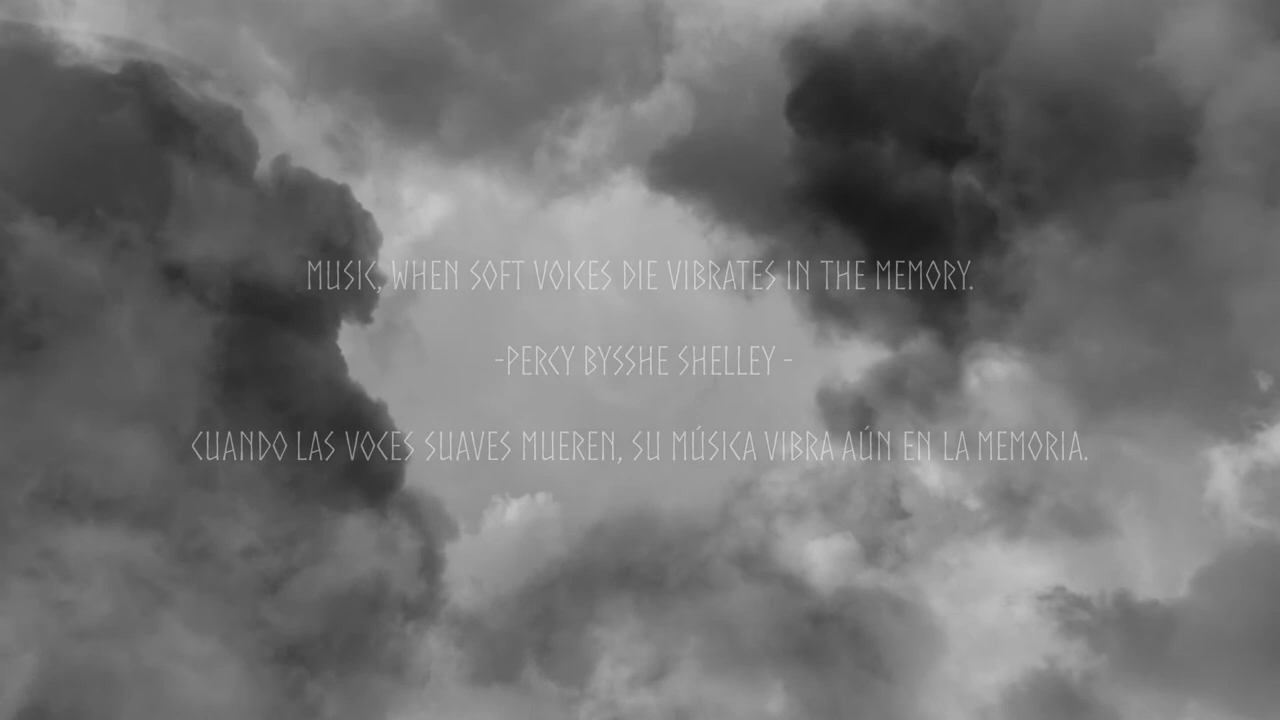 MUSIC, WHEN SOFT VOICES DIE VIBRATES IN THE MEMORY.
-PERCY BYSSHE SHELLEY -
CUANDO LAS VOCES SUAVES MUEREN, SU MÚSICA VIBRA AÚN EN LA MEMORIA.